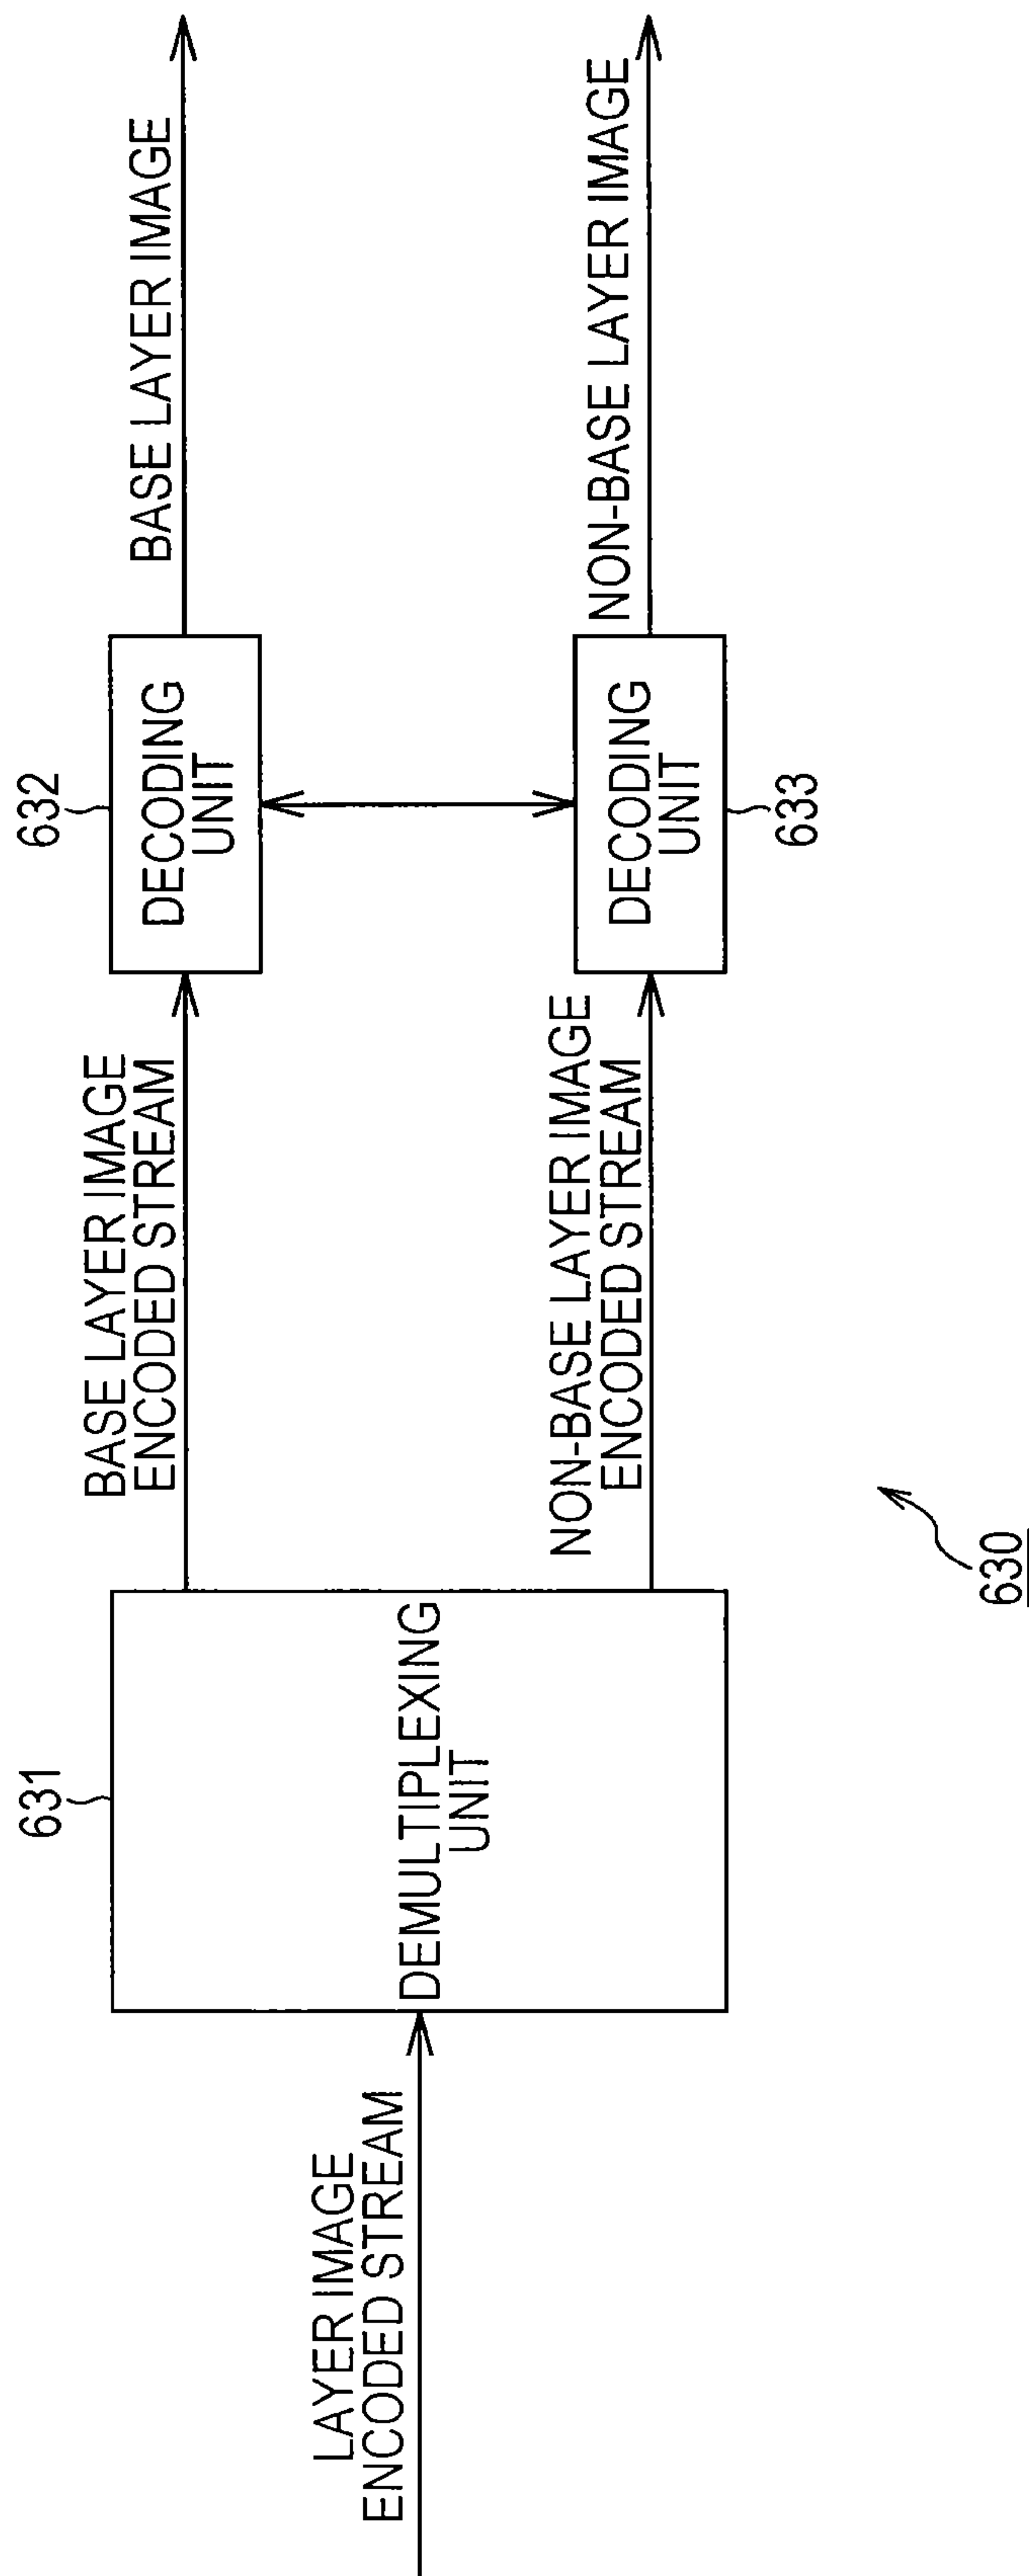 LAYER IMAGE
ENCODED STREAM
631
DEMULTIPLEXING
UNIT
BASE LAYER IMAGE
ENCODED STREAM
NON-BASE LAYER IMAGE
ENCODED STREAM
632
DECODING
UNIT
DECODING
UNIT
633
BASE LAYER IMAGE
NON-BASE LAYER IMAGE
630